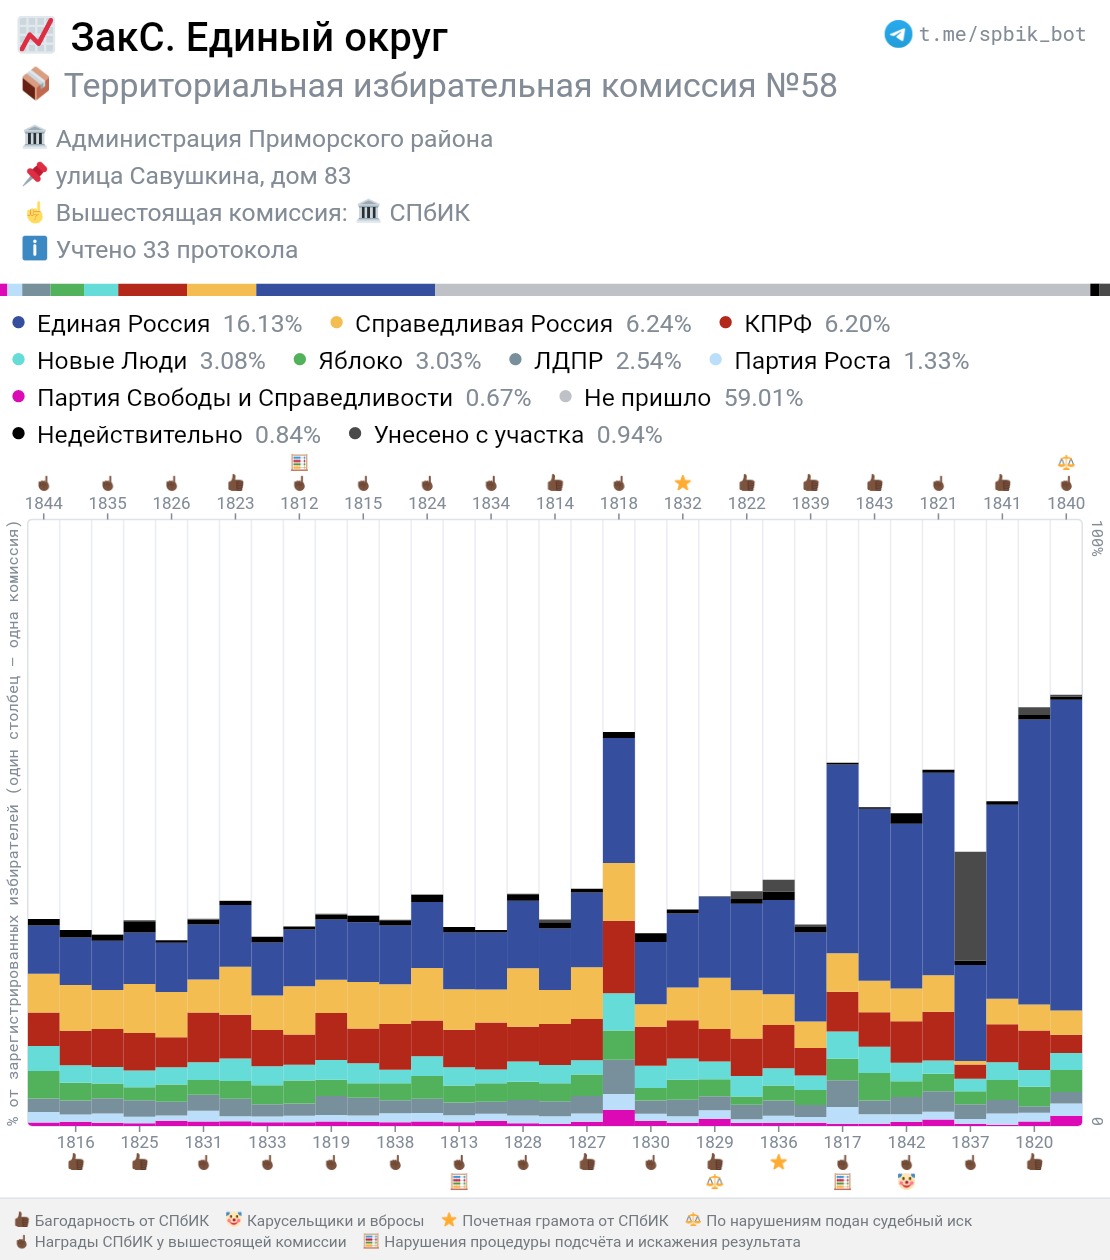 ЗакС. Единый округ
t.me/spbik_bot
Территориальная избирательная комиссия №58
Администрация Приморского района
улица Савушкина, дом 83
Вышестоящая комиссия: СПбИК
Учтено 33 протокола
Единая Россия 16.13% Справедливая Россия 6.24% КПРФ 6.20%
Новые Люди 3.08% Яблоко 3.03% ЛДПР 2.54% Партия Роста 1.33%
Партия Свободы и Справедливости 0.67% Не пришло 59.01%
Недействительно 0.84% Унесено с участка 0.94%
1844 1835 1826 1823 1812 1815 1824 1834 1814 1818 1832 1822 1839 1843 1821 1841 1840
% от зарегистрированных избирателей (один столбец – одна комиссия)
100%
0
1816 1825 1831 1833 1819 1838 1813 1828 1827 1830 1829 1836 1817 1842 1837 1820
Багодарность от СПбИК Карусельщики и вбросы Почетная грамота от СПбИК По нарушениям подан судебный иск
Награды СПбИК у вышестоящей комиссии Нарушения процедуры подсчёта и искажения результата